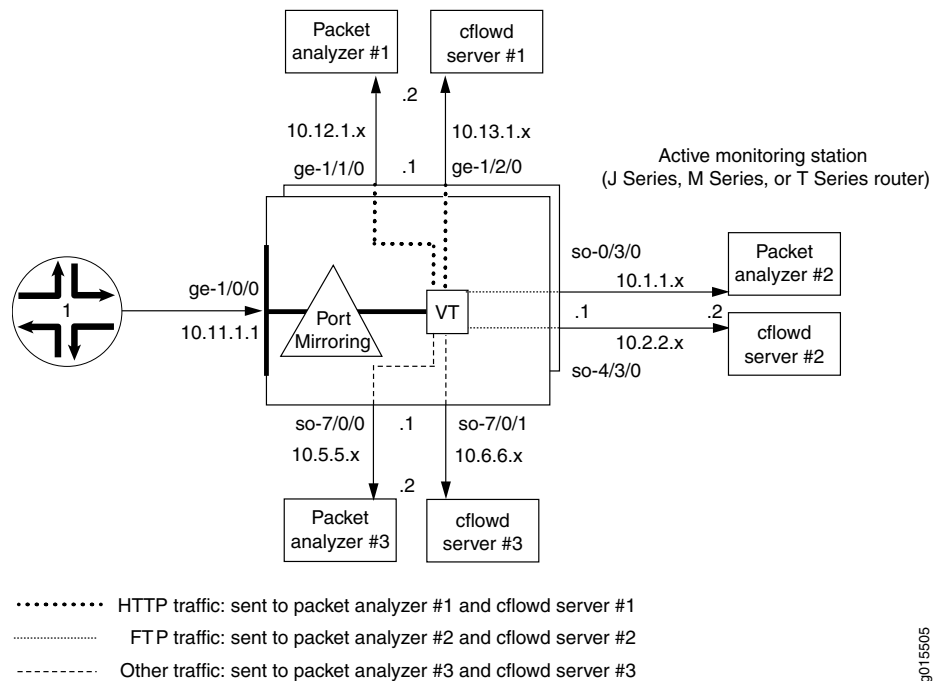 Packet
analyzer #1
cflowd
server #1
.2
10.12.1.x
10.13.1.x
ge-1/1/0
.1
ge-1/2/0
Active monitoring station
(J Series, M Series, or T Series router)
so-0/3/0
Packet
analyzer #2
10.1.1.x
ge-1/0/0
1
10.11.1.1
Port
Mirroring
VT
.1
.2
10.2.2.x
cflowd
server #2
so-4/3/0
so-7/0/0
.1
so-7/0/1
10.5.5.x
10.6.6.x
.2
Packet
analyzer #3
cflowd
server #3
HTTP traffic: sent to packet analyzer #1 and cflowd server #1
FTP traffic: sent to packet analyzer #2 and cflowd server #2
Other traffic: sent to packet analyzer #3 and cflowd server #3
g015505